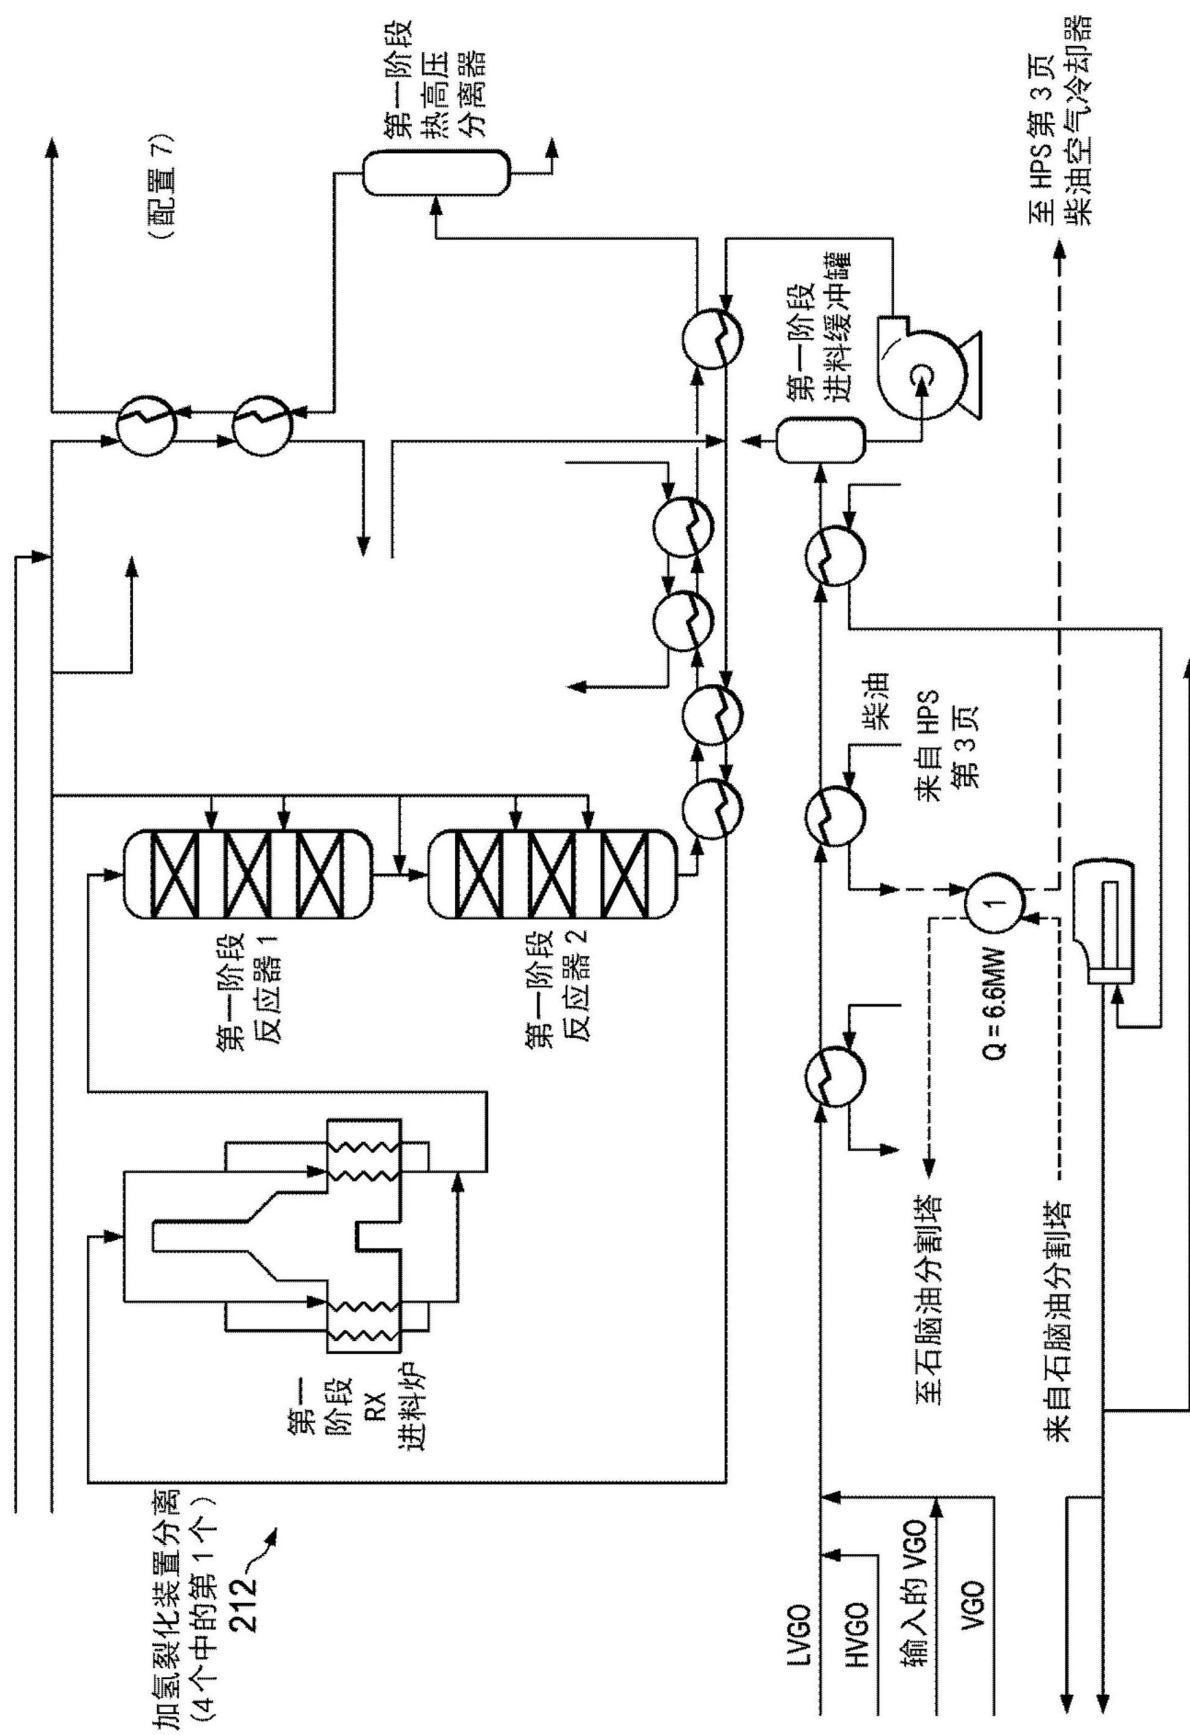 加氢裂化装置分离
(4个中的第1个)
212
(配置 7)
第一阶段
热高压
分离器
第一阶段
反应器 1
第一阶段
反应器 2
第一
阶段
RX
进料炉
第一阶段
进料缓冲罐
柴油
来自 HPS
第 3 页
LVGO
HVGO
输入的 VGO
VGO
至石脑油分割塔
Q = 6.6MW
1
来自石脑油分割塔
至 HPS 第 3 页
柴油空气冷却器